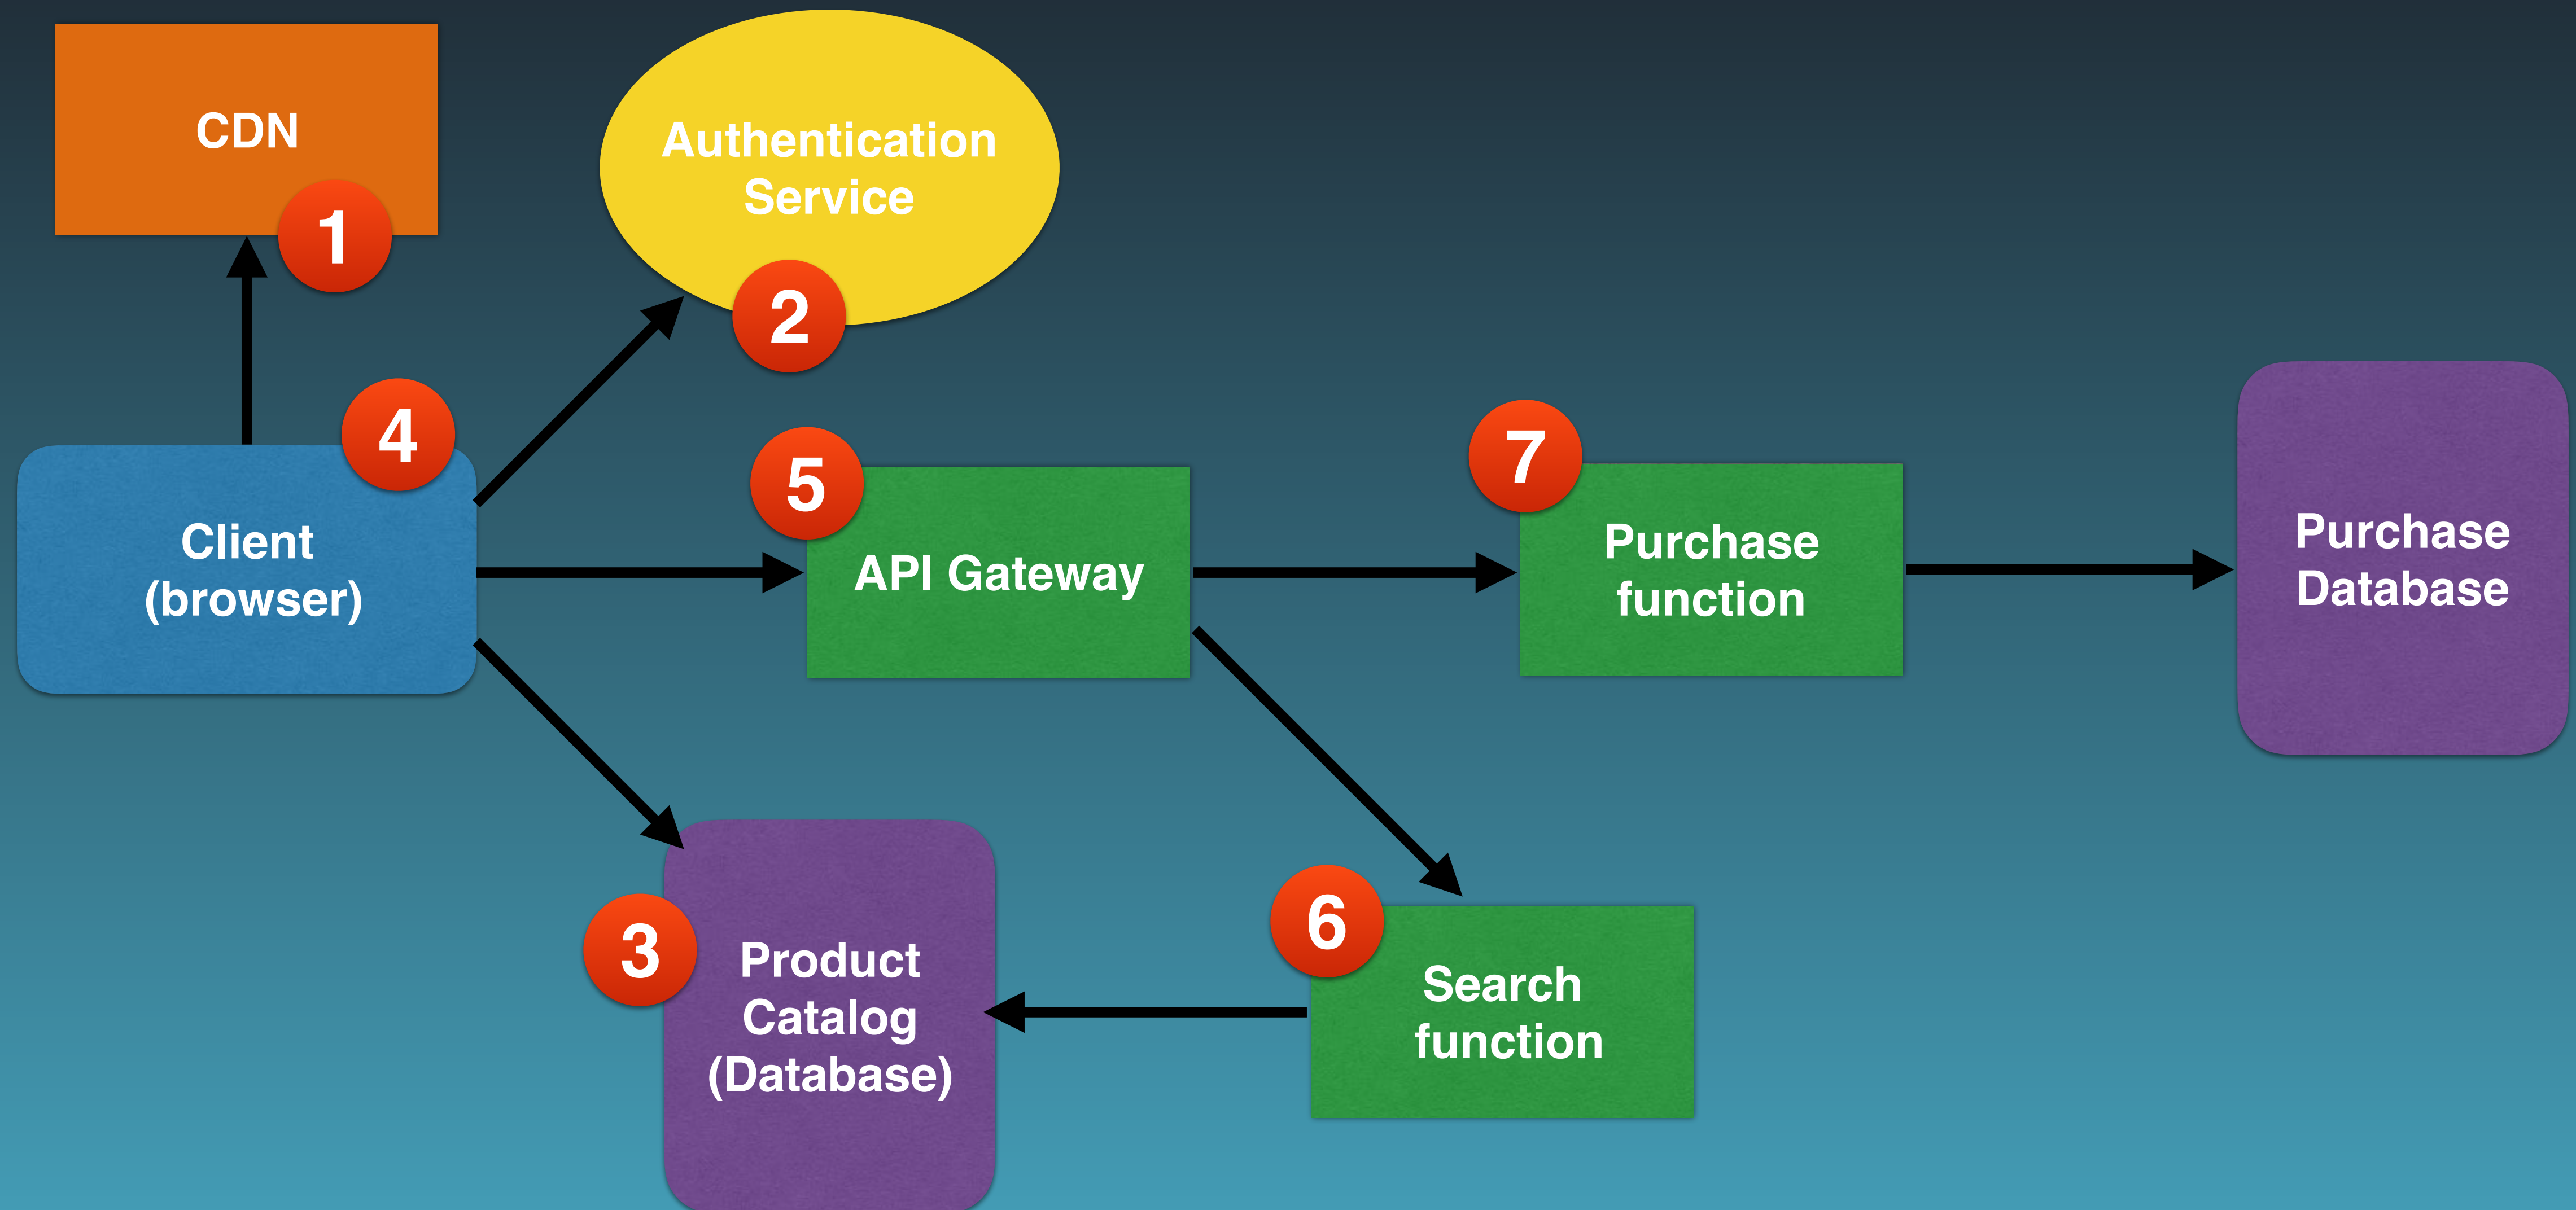 CDN
1
Authentication
Service
2
4
Client
(browser)
5
API Gateway
7
Purchase
function
Purchase
Database
3
Product
Catalog
(Database)
6
Search
function